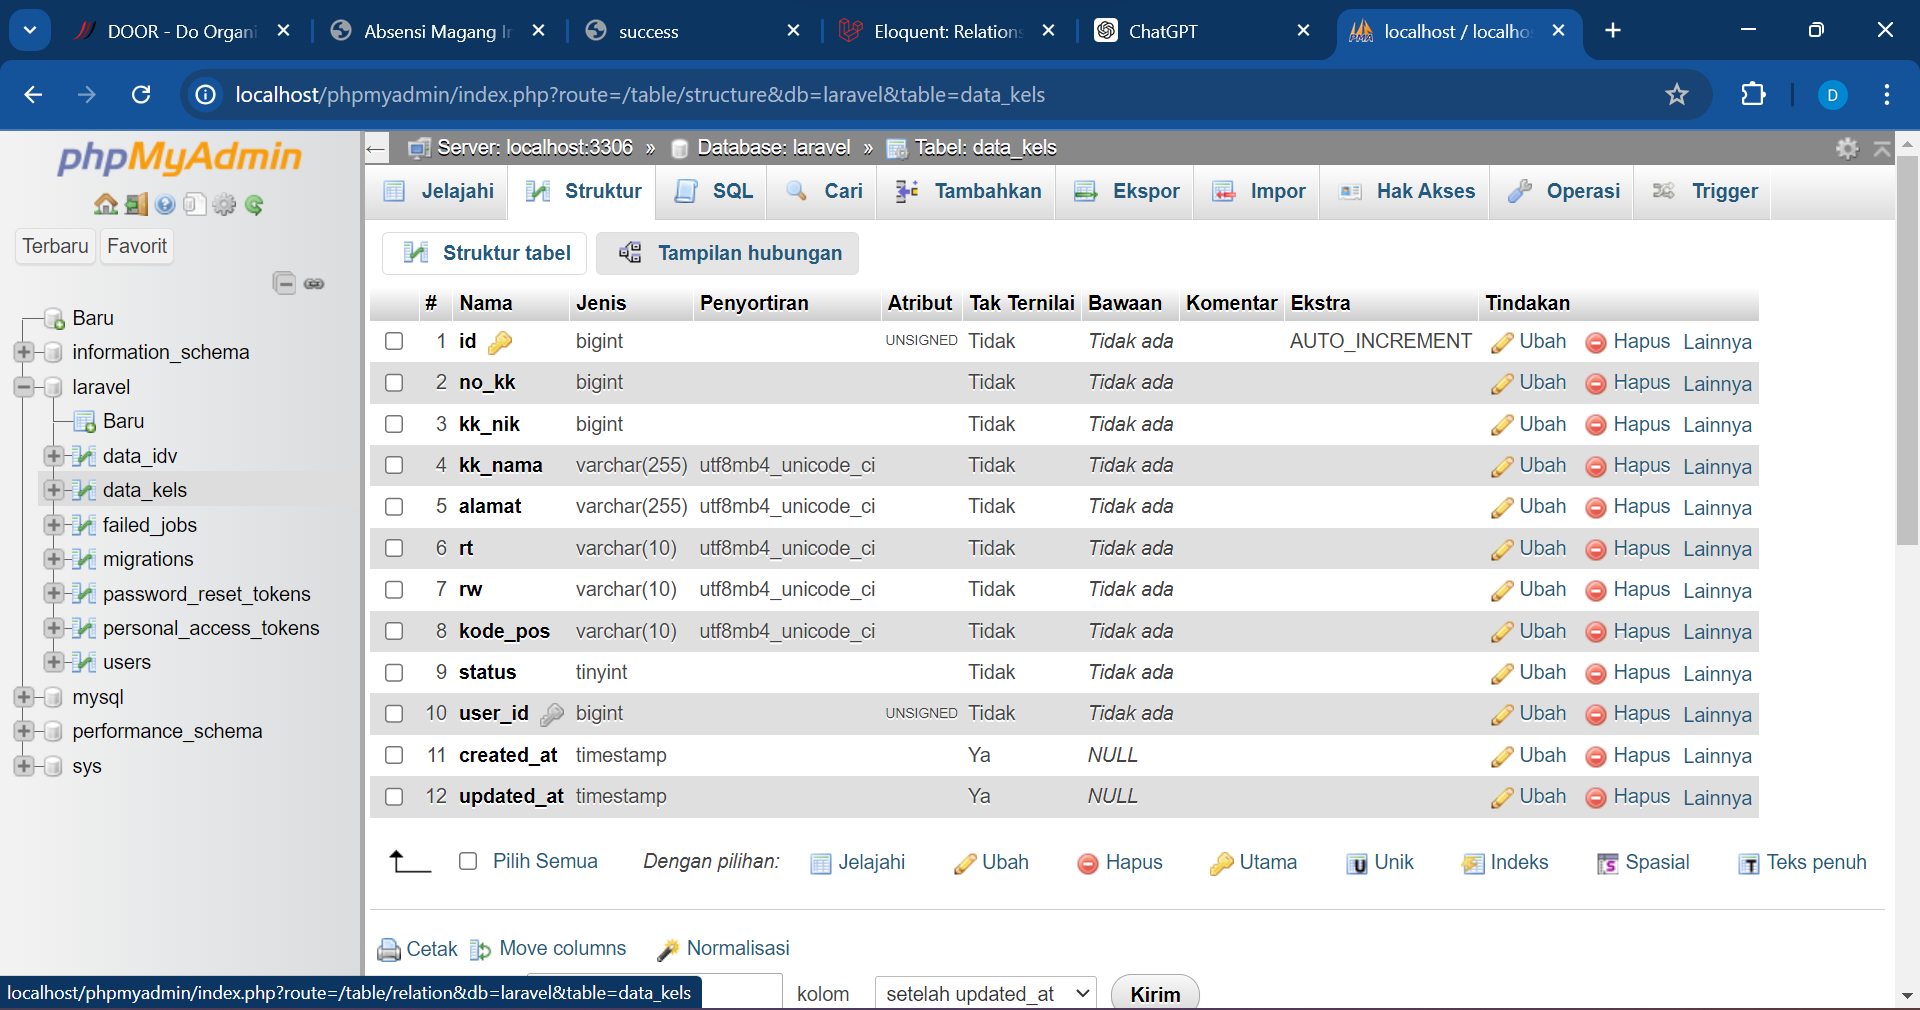 DOOR - Do Organi
Absensi Magang In
success
Eloquent: Relations
ChatGPT
localhost / localhos
localhost/phpmyadmin/index.php?route=/table/structure&db=laravel&table=data_kels
D
phpMyAdmin
Terbaru Favorit
Baru
information_schema
laravel
Baru
data_idv
data_kels
failed_jobs
migrations
password_reset_tokens
personal_access_tokens
users
mysql
performance_schema
sys
Server: localhost:3306 » Database: laravel » Tabel: data_kels
Jelajahi Struktur SQL Cari Tambahkan Ekspor Impor Hak Akses Operasi Trigger
Struktur tabel Tampilan hubungan
# Nama Jenis Penyortiran Atribut Tak Ternilai Bawaan Komentar Ekstra Tindakan
1 id bigint UNSIGNED Tidak Tidak ada AUTO_INCREMENT Ubah Hapus Lainnya
2 no_kk bigint Tidak Tidak ada Ubah Hapus Lainnya
3 kk_nik bigint Tidak Tidak ada Ubah Hapus Lainnya
4 kk_nama varchar(255) utf8mb4_unicode_ci Tidak Tidak ada Ubah Hapus Lainnya
5 alamat varchar(255) utf8mb4_unicode_ci Tidak Tidak ada Ubah Hapus Lainnya
6 rt varchar(10) utf8mb4_unicode_ci Tidak Tidak ada Ubah Hapus Lainnya
7 rw varchar(10) utf8mb4_unicode_ci Tidak Tidak ada Ubah Hapus Lainnya
8 kode_pos varchar(10) utf8mb4_unicode_ci Tidak Tidak ada Ubah Hapus Lainnya
9 status tinyint Tidak Tidak ada Ubah Hapus Lainnya
10 user_id bigint UNSIGNED Tidak Tidak ada Ubah Hapus Lainnya
11 created_at timestamp Ya NULL Ubah Hapus Lainnya
12 updated_at timestamp Ya NULL Ubah Hapus Lainnya
Pilih Semua Dengan pilihan: Jelajahi Ubah Hapus Utama Unik Indeks Spasial Teks penuh
Cetak Move columns Normalisasi
kolom setelah updated_at Kirim
localhost/phpmyadmin/index.php?route=/table/relation&db=laravel&table=data_kels